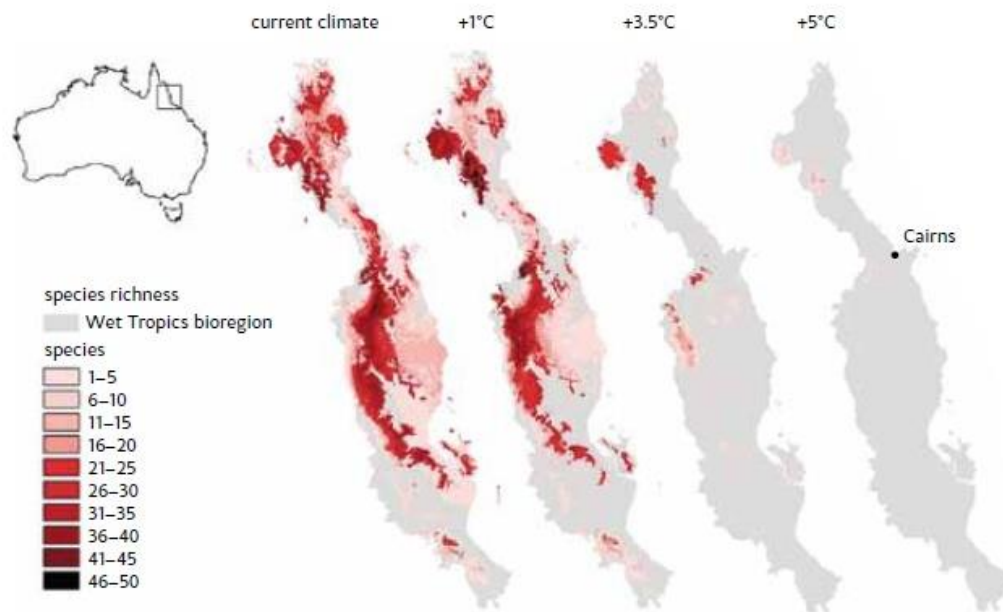 current climate
+1°C
+3.5°C
+5°C
Cairns
species richness
Wet Tropics bioregion
species
1–5
6–10
11–15
16–20
21–25
26–30
31–35
36–40
41–45
46–50